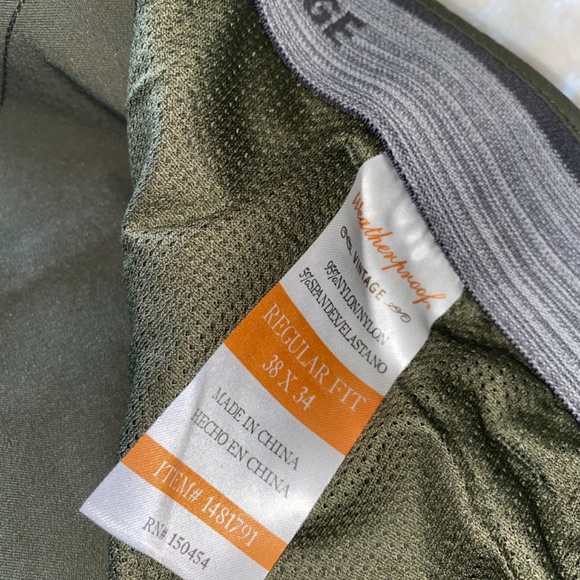 GE
Weatherproof.
VINTAGE
95%NYLON/NYLON
5%SPANDEX/ELASTANO
REGULAR FIT
38 X 34
MADE IN CHINA
HECHO EN CHINA
ITEM# 1481791
RN# 150454